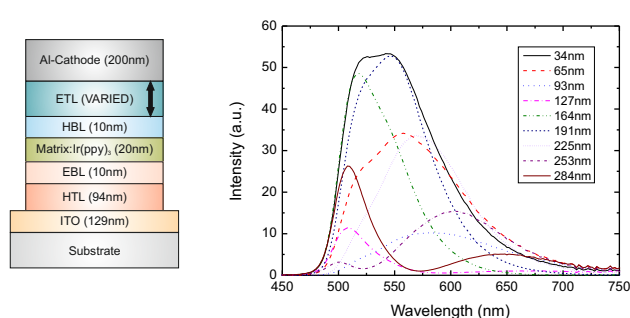 Al-Cathode (200nm)
ETL (VARIED)
HBL (10nm)
Matrix:Ir(ppy)₃ (20nm)
EBL (10nm)
HTL (94nm)
ITO (129nm)
Substrate
Intensity (a.u.)
60
50
40
30
20
10
0
34nm
65nm
93nm
127nm
164nm
191nm
225nm
253nm
284nm
450 500 550 600 650 700 750
Wavelength (nm)